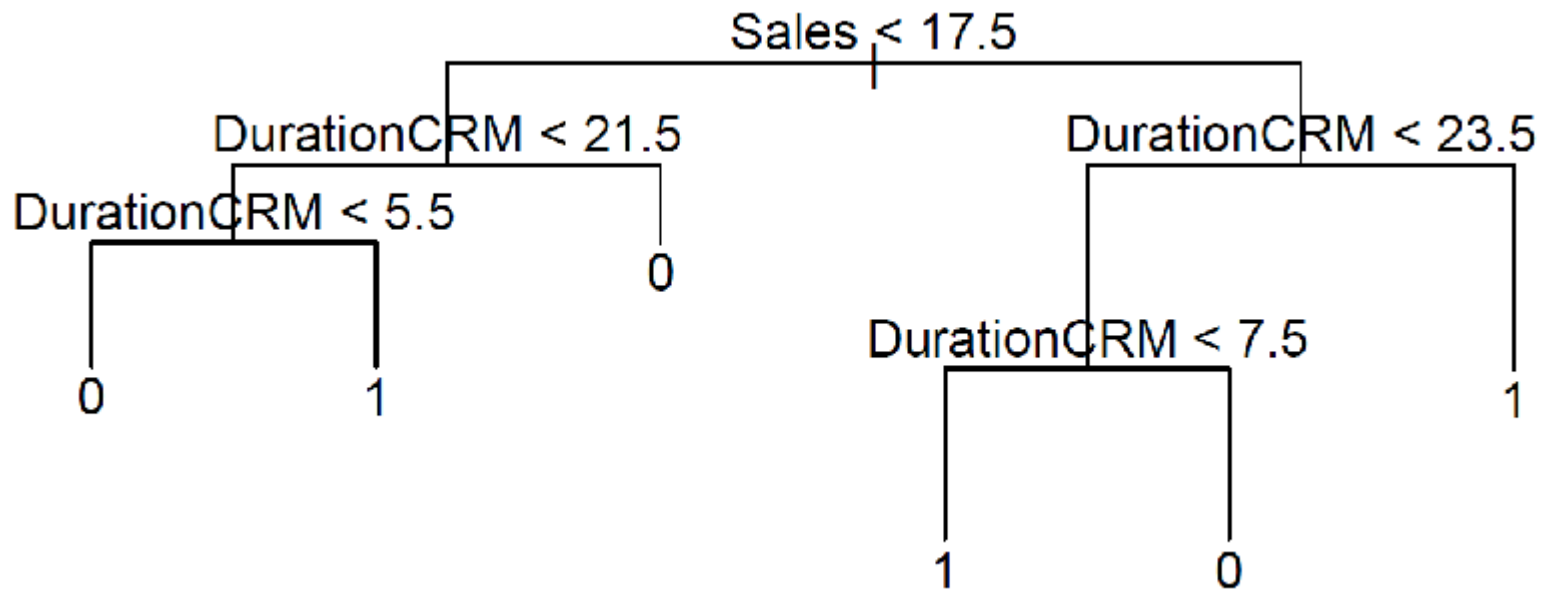 Sales < 17.5
DurationCRM < 21.5
DurationCRM < 23.5
DurationCRM < 5.5
0
DurationCRM < 7.5
0
1
1
1
0